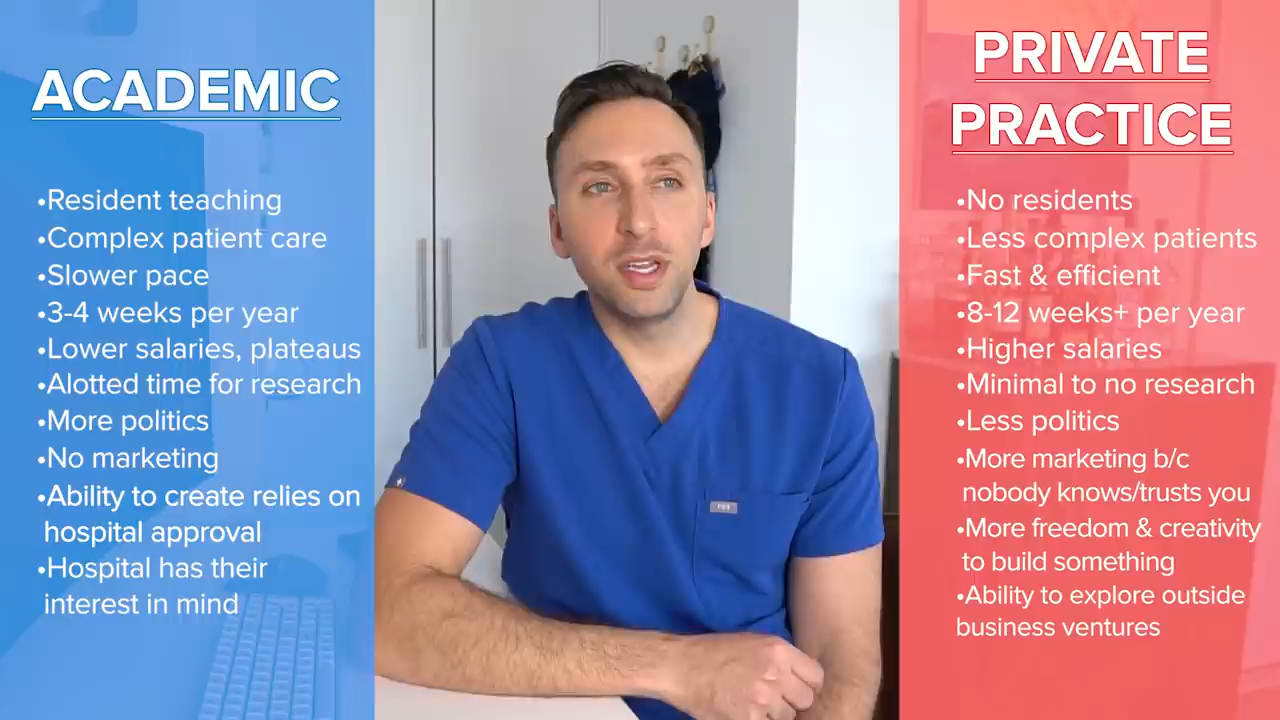 ACADEMIC
•Resident teaching
•Complex patient care
•Slower pace
•3-4 weeks per year
•Lower salaries, plateaus
•Alotted time for research
•More politics
•No marketing
•Ability to create relies on
hospital approval
•Hospital has their
interest in mind
PRIVATE
PRACTICE
•No residents
•Less complex patients
•Fast & efficient
•8-12 weeks+ per year
•Higher salaries
•Minimal to no research
•Less politics
•More marketing b/c
nobody knows/trusts you
•More freedom & creativity
to build something
•Ability to explore outside
business ventures